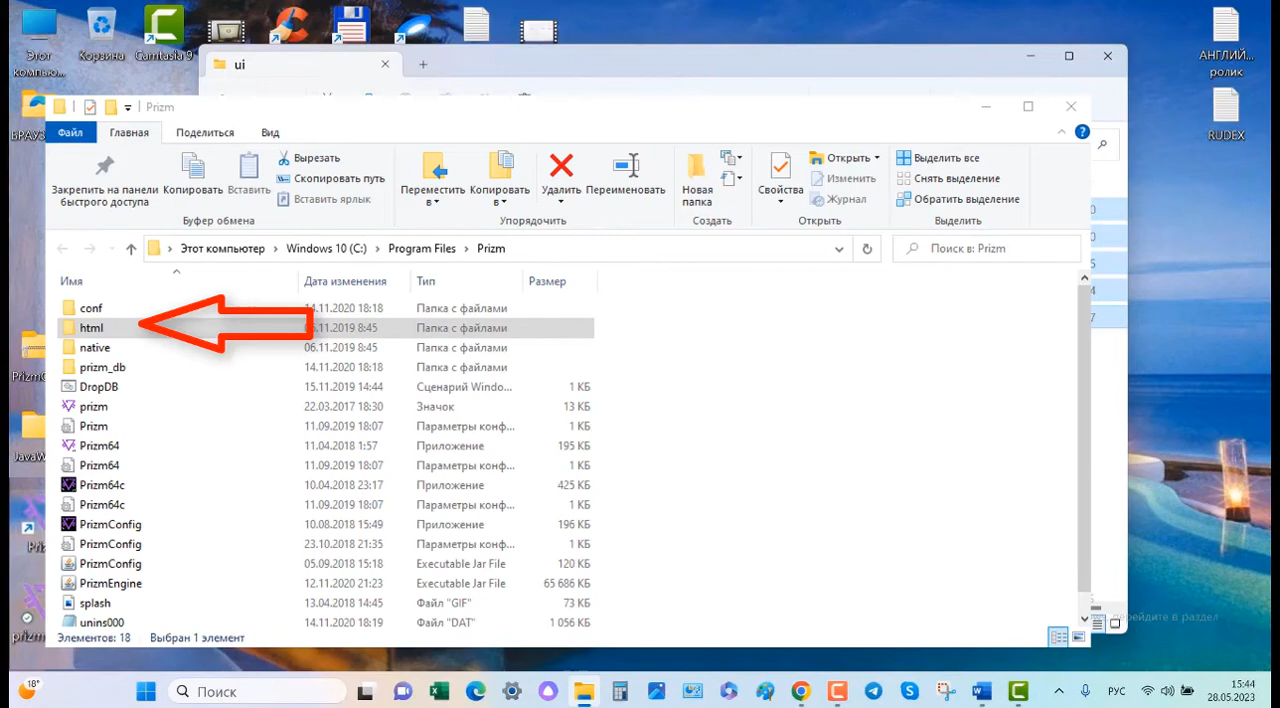 Этот
компью...
Корзина
Camtasia 9
АНГЛИЙ...
ролик
RUDEX
ui
БРАУЗ
Prizm
Файл
Главная
Поделиться
Вид
Закрепить на панели
быстрого доступа
Копировать
Вставить
Вырезать
Скопировать путь
Вставить ярлык
Буфер обмена
Переместить
в
Копировать
в
Удалить
Переименовать
Упорядочить
Новая
папка
Создать
Свойства
Открыть
Изменить
Журнал
Открыть
Выделить все
Снять выделение
Обратить выделение
Выделить
Этот компьютер > Windows 10 (C:) > Program Files > Prizm
Поиск в: Prizm
Имя Дата изменения Тип Размер
conf 14.11.2020 18:18 Папка с файлами
html 11.2019 8:45 Папка с файлами
native 06.11.2019 8:45 Папка с файлами
prizm_db 14.11.2020 18:18 Папка с файлами
DropDB 15.11.2019 14:44 Сценарий Windo... 1 КБ
prizm 22.03.2017 18:30 Значок 13 КБ
Prizm 11.09.2019 18:07 Параметры конф... 1 КБ
Prizm64 11.04.2018 1:57 Приложение 195 КБ
Prizm64 11.09.2019 18:07 Параметры конф... 1 КБ
Prizm64c 10.04.2018 23:17 Приложение 425 КБ
Prizm64c 11.09.2019 18:07 Параметры конф... 1 КБ
PrizmConfig 10.08.2018 15:49 Приложение 196 КБ
PrizmConfig 23.10.2018 21:35 Параметры конф... 1 КБ
PrizmConfig 05.09.2018 15:18 Executable Jar File 120 КБ
PrizmEngine 12.11.2020 21:23 Executable Jar File 65 686 КБ
splash 13.04.2018 14:45 Файл "GIF" 73 КБ
unins000 14.11.2020 18:19 Файл "DAT" 1 056 КБ
Элементов: 18 Выбран 1 элемент
JavaW
prizm
перейдите в раздел
18°
Поиск
РУС
15:44
28.05.2023